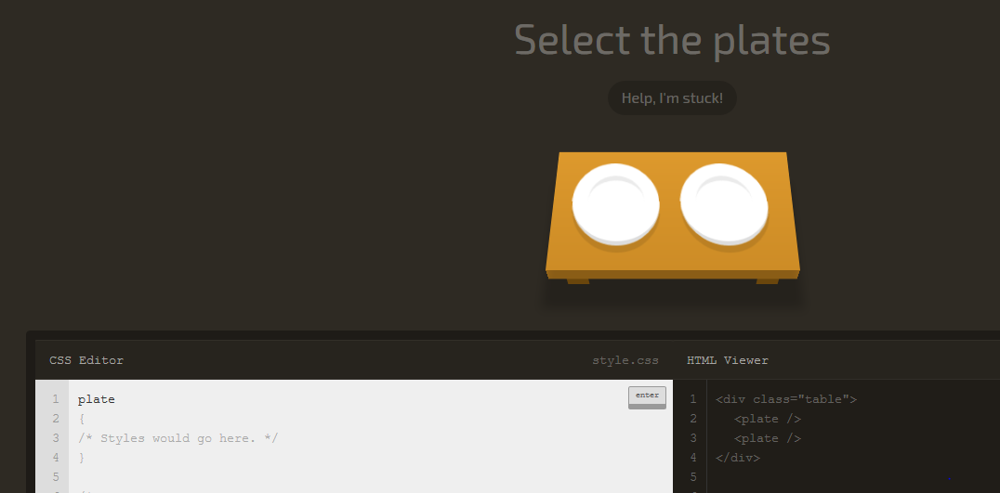 Select the plates
Help, I'm stuck!
CSS Editor style.css
enter
1 plate
2 {
3 /* Styles would go here. */
4 }
5
HTML Viewer
1 <div class="table">
2 <plate />
3 <plate />
4 </div>
5